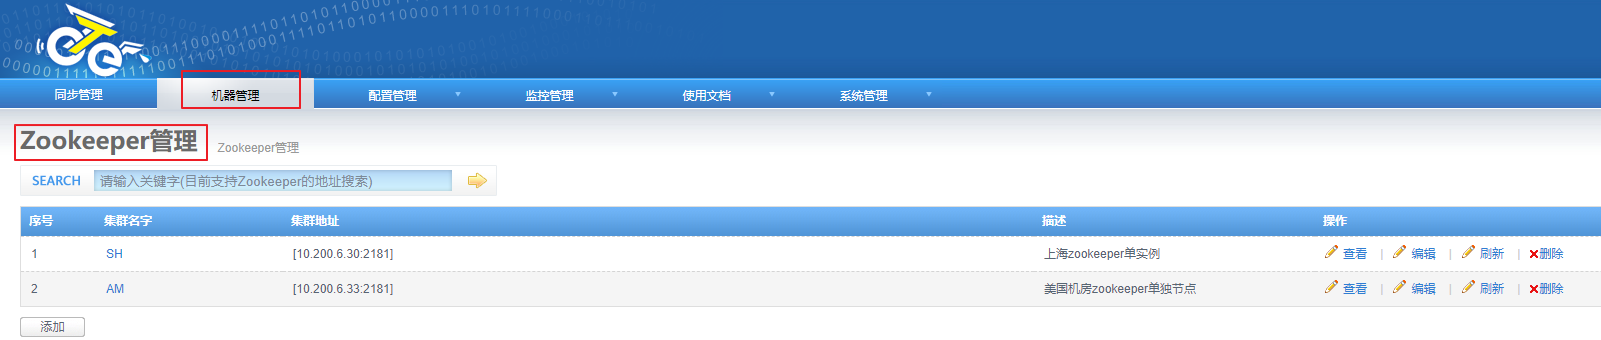 同步管理 机器管理 配置管理 监控管理 使用文档 系统管理
Zookeeper管理 Zookeeper管理
SEARCH 请输入关键字(目前支持Zookeeper的地址搜索)
序号 集群名字 集群地址 描述 操作
1 SH [10.200.6.30:2181] 上海zookeeper单实例 查看 | 编辑 | 刷新 | 删除
2 AM [10.200.6.33:2181] 美国机房zookeeper单独节点 查看 | 编辑 | 刷新 | 删除
添加